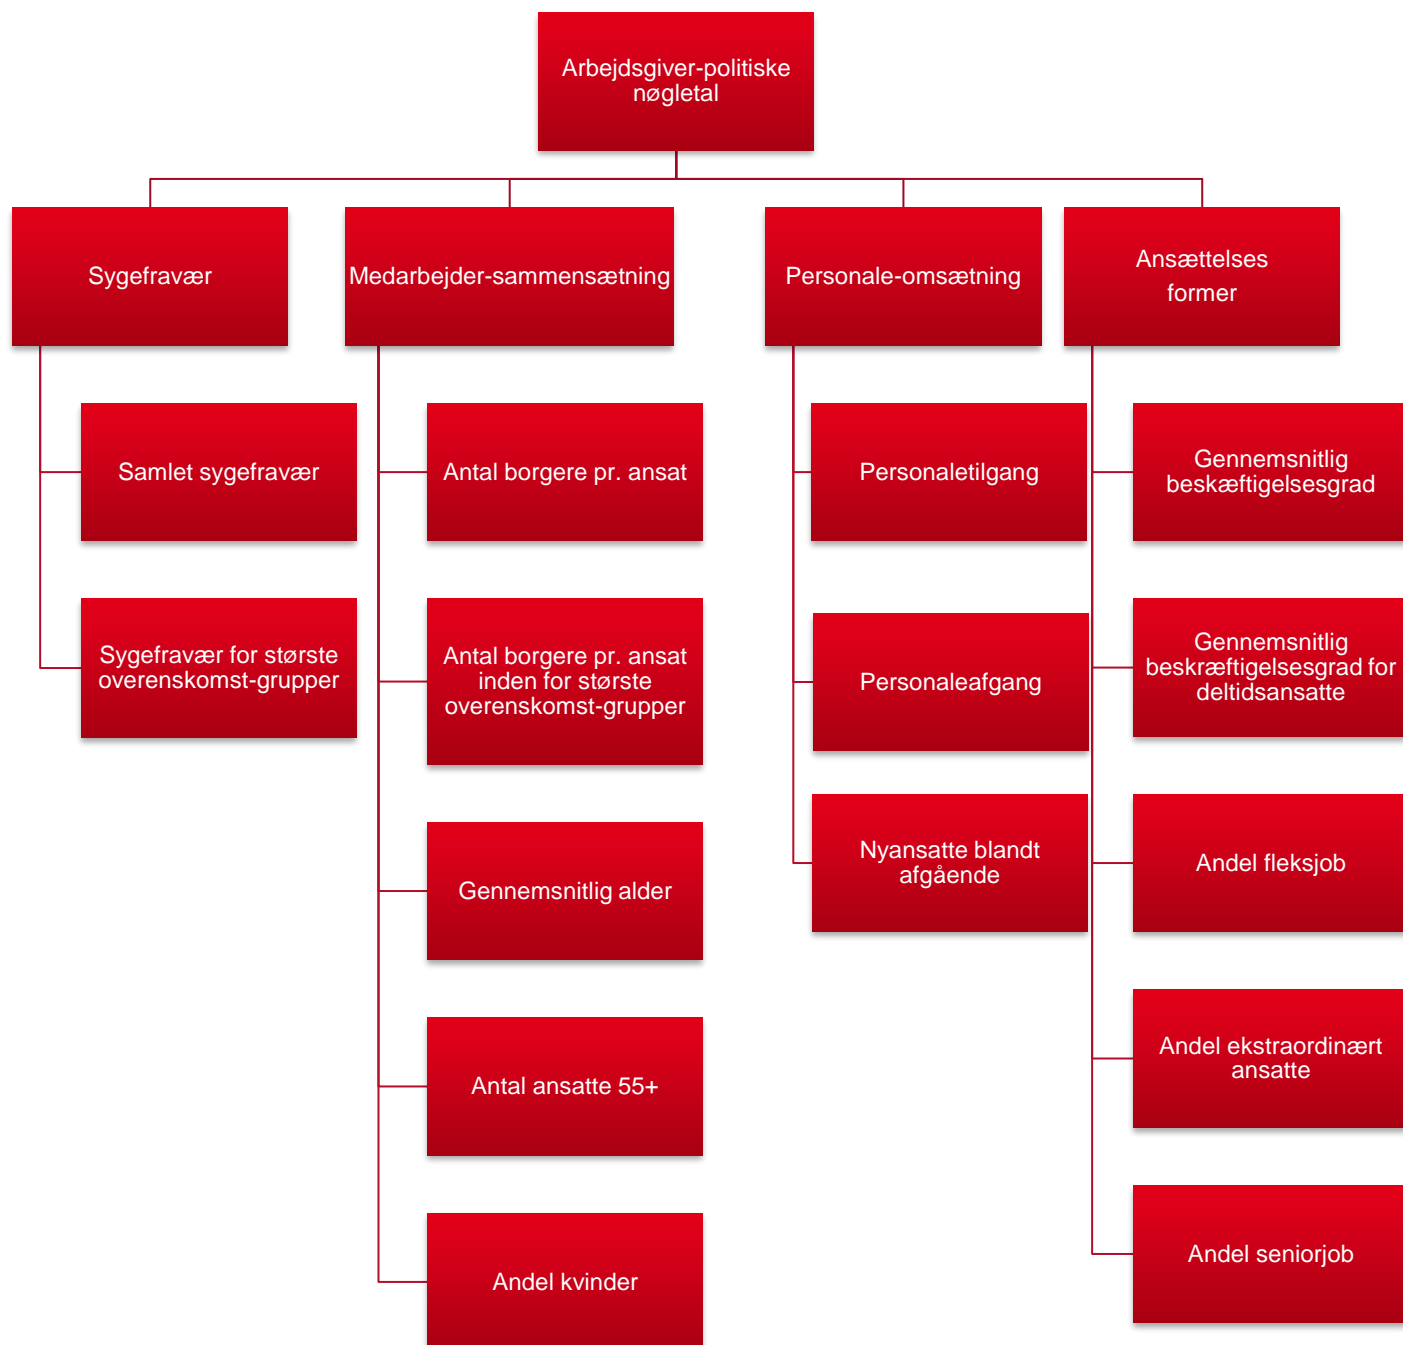 Arbejdsgiver-politiske
nøgletal
Sygefravær
Medarbejder-sammensætning
Personale-omsætning
Ansættelses
former
Samlet sygefravær
Sygefravær for største
overenskomst-grupper
Antal borgere pr. ansat
Antal borgere pr. ansat
inden for største
overenskomst-grupper
Gennemsnitlig alder
Antal ansatte 55+
Andel kvinder
Personaletilgang
Personaleafgang
Nyansatte blandt
afgående
Gennemsnitlig
beskæftigelsesgrad
Gennemsnitlig
beskræftigelsesgrad for
deltidsansatte
Andel fleksjob
Andel ekstraordinært
ansatte
Andel seniorjob